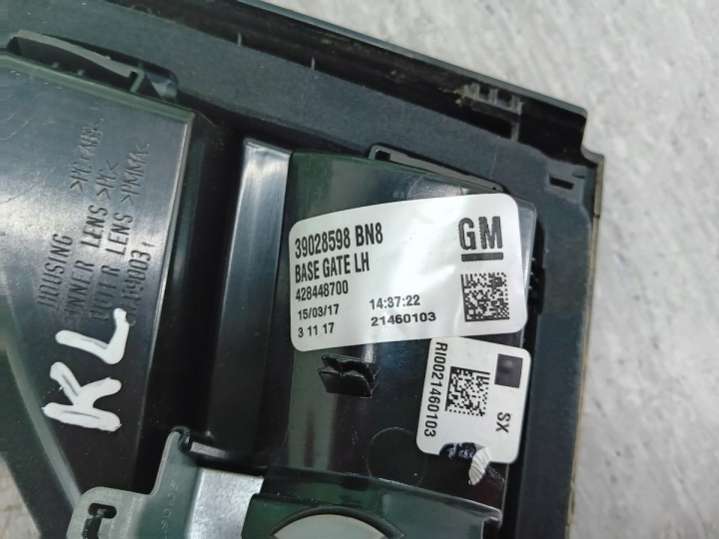 HOUSING
INNER LENS
OUTER LENS >PMMA<
KL
39028598 BN8
BASE GATE LH
428448700
15/03/17 14:37:22
3 11 17 21460103
GM
RI0021460103
SX